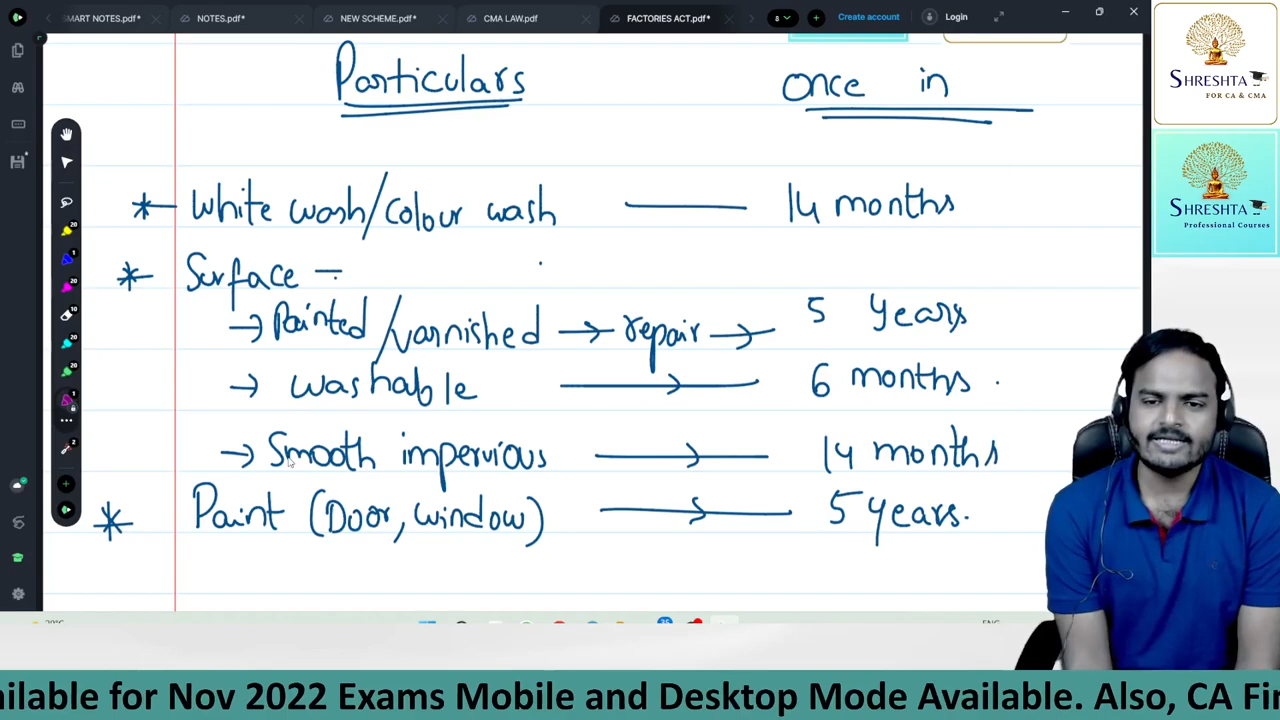 SMART NOTES.pdf*
NOTES.pdf*
NEW SCHEME.pdf*
CMA LAW.pdf
FACTORIES ACT.pdf*
8
Create account
Login
Particulars once in
* White wash/Colour wash — 14 months
* Surface :-
→ Painted/varnished → repair → 5 years
→ washable → 6 months.
→ Smooth impervious → 14 months
* Paint (Door, window) → 5 years.
SHRESHTA
FOR CA & CMA
SHRESHTA
Professional Courses
ailable for Nov 2022 Exams Mobile and Desktop Mode Available. Also, CA Fin